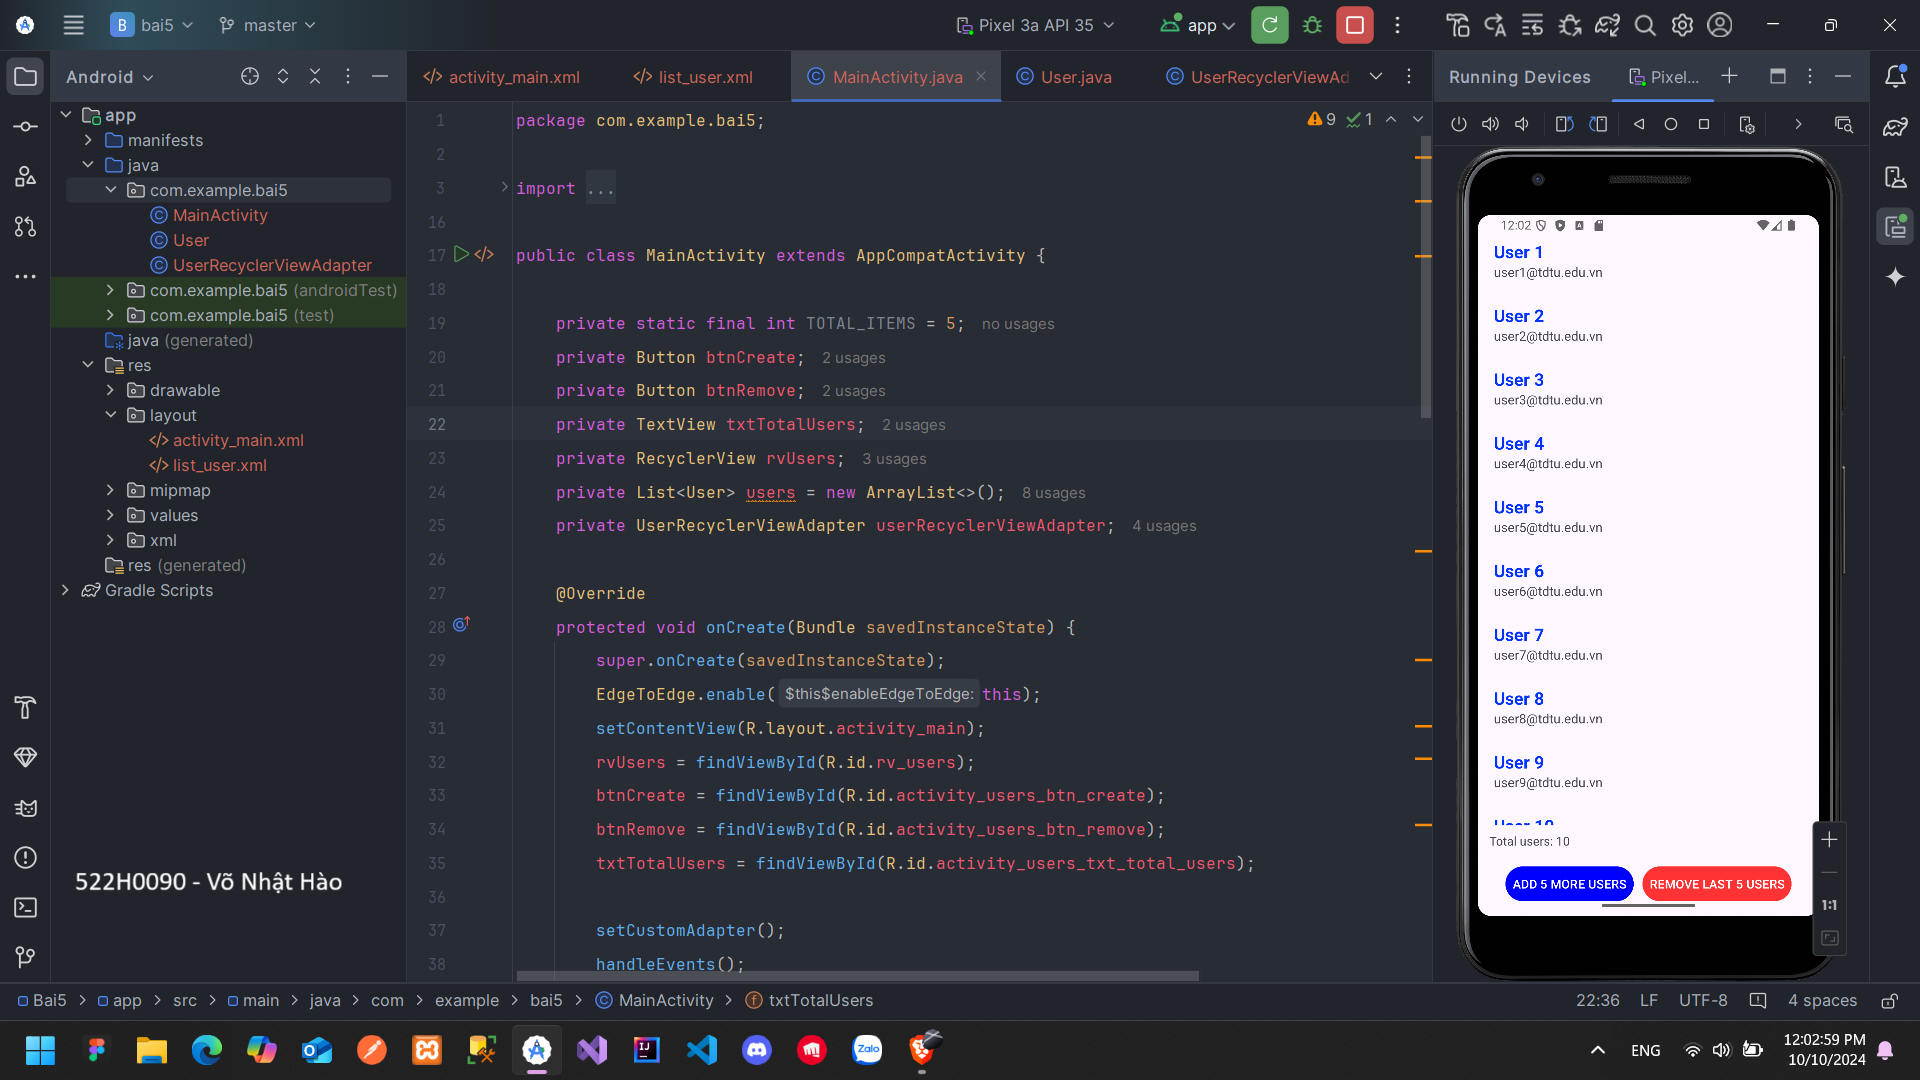 B bai5
master
Pixel 3a API 35
app
Android
activity_main.xml
list_user.xml
MainActivity.java
User.java
UserRecyclerViewAd
Running Devices
Pixel...
app
manifests
java
com.example.bai5
MainActivity
User
UserRecyclerViewAdapter
com.example.bai5 (androidTest)
com.example.bai5 (test)
java (generated)
res
drawable
layout
activity_main.xml
list_user.xml
mipmap
values
xml
res (generated)
Gradle Scripts
522H0090 - Võ Nhật Hào
9 1
1 package com.example.bai5;
2
3 import ...
16
17 public class MainActivity extends AppCompatActivity {
18
19 private static final int TOTAL_ITEMS = 5; no usages
20 private Button btnCreate; 2 usages
21 private Button btnRemove; 2 usages
22 private TextView txtTotalUsers; 2 usages
23 private RecyclerView rvUsers; 3 usages
24 private List<User> users = new ArrayList<>(); 8 usages
25 private UserRecyclerViewAdapter userRecyclerViewAdapter; 4 usages
26
27 @Override
28 protected void onCreate(Bundle savedInstanceState) {
29 super.onCreate(savedInstanceState);
30 EdgeToEdge.enable( $this$enableEdgeToEdge: this);
31 setContentView(R.layout.activity_main);
32 rvUsers = findViewById(R.id.rv_users);
33 btnCreate = findViewById(R.id.activity_users_btn_create);
34 btnRemove = findViewById(R.id.activity_users_btn_remove);
35 txtTotalUsers = findViewById(R.id.activity_users_txt_total_users);
36
37 setCustomAdapter();
38 handleEvents();
12:02
User 1
user1@tdtu.edu.vn
User 2
user2@tdtu.edu.vn
User 3
user3@tdtu.edu.vn
User 4
user4@tdtu.edu.vn
User 5
user5@tdtu.edu.vn
User 6
user6@tdtu.edu.vn
User 7
user7@tdtu.edu.vn
User 8
user8@tdtu.edu.vn
User 9
user9@tdtu.edu.vn
User 10
Total users: 10
ADD 5 MORE USERS
REMOVE LAST 5 USERS
1:1
Bai5 > app > src > main > java > com > example > bai5 > MainActivity > txtTotalUsers
22:36 LF UTF-8 4 spaces
Zalo
ENG
12:02:59 PM
10/10/2024